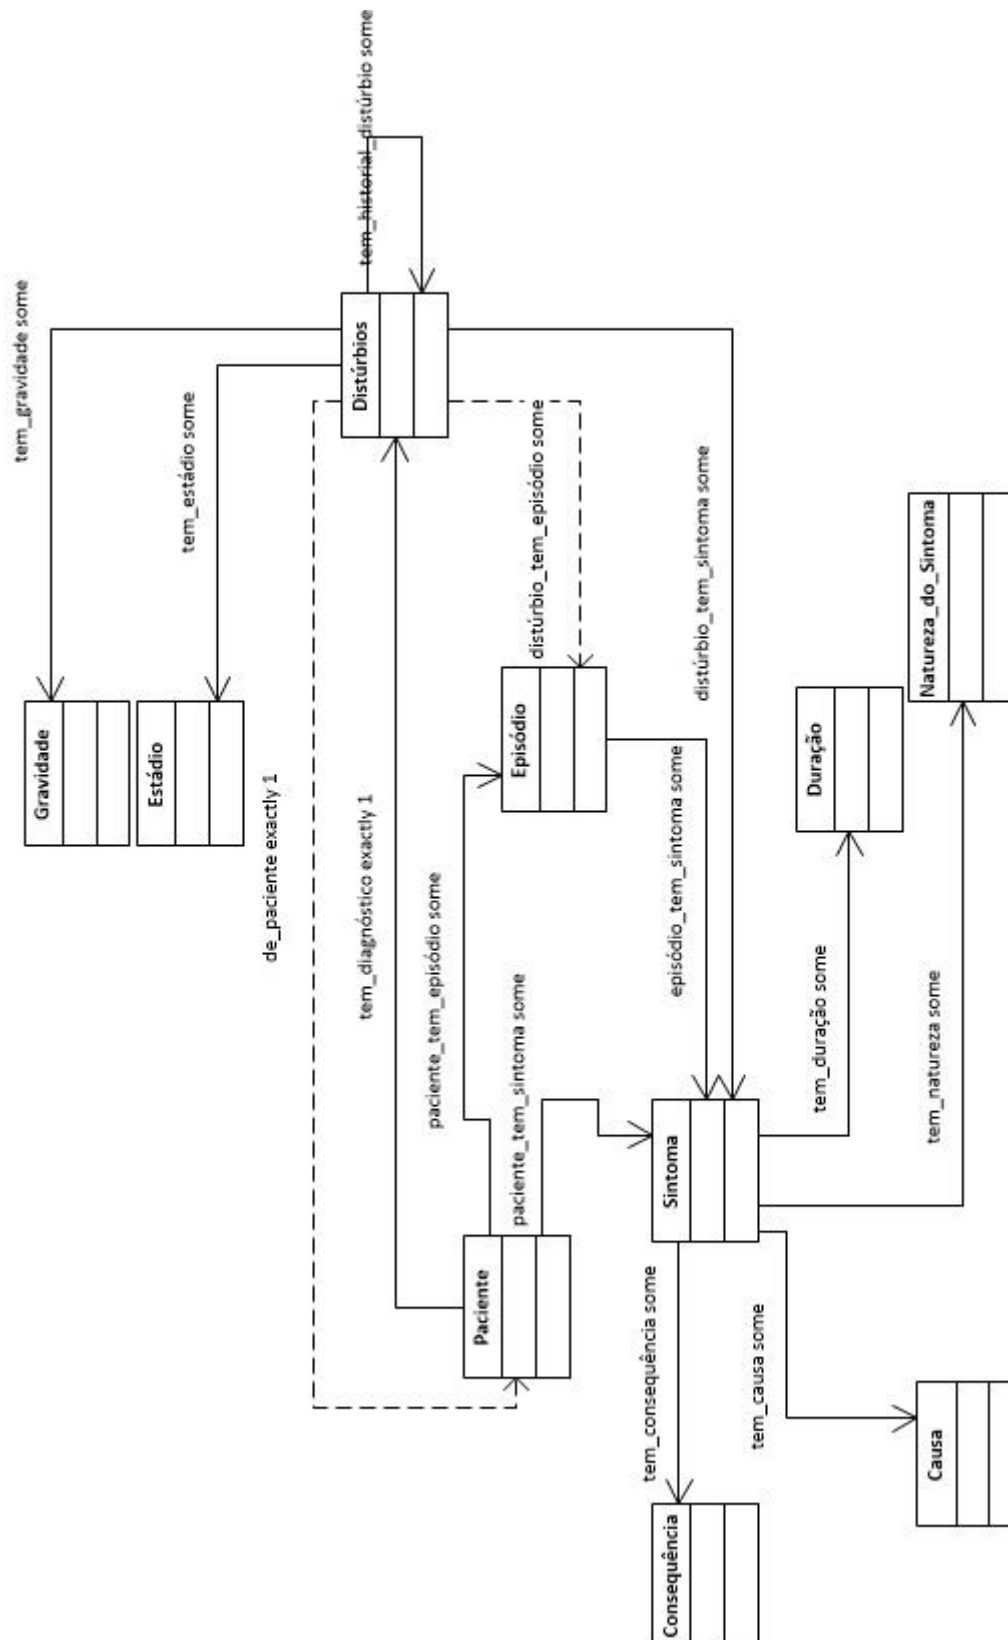 tem_historial_distúrbio some
Distúrbios
tem_gravidade some
tem_estádio some
distúrbio_tem_episódio some
distúrbio_tem_sintoma some
Natureza_do_Sintoma
Gravidade
Estádio
Episódio
Duração
de_paciente exactly 1
tem_diagnóstico exactly 1
paciente_tem_episódio some
episódio_tem_sintoma some
paciente_tem_sintoma some
tem_duração some
tem_natureza some
Sintoma
Paciente
tem_consequência some
tem_causa some
Causa
Consequência